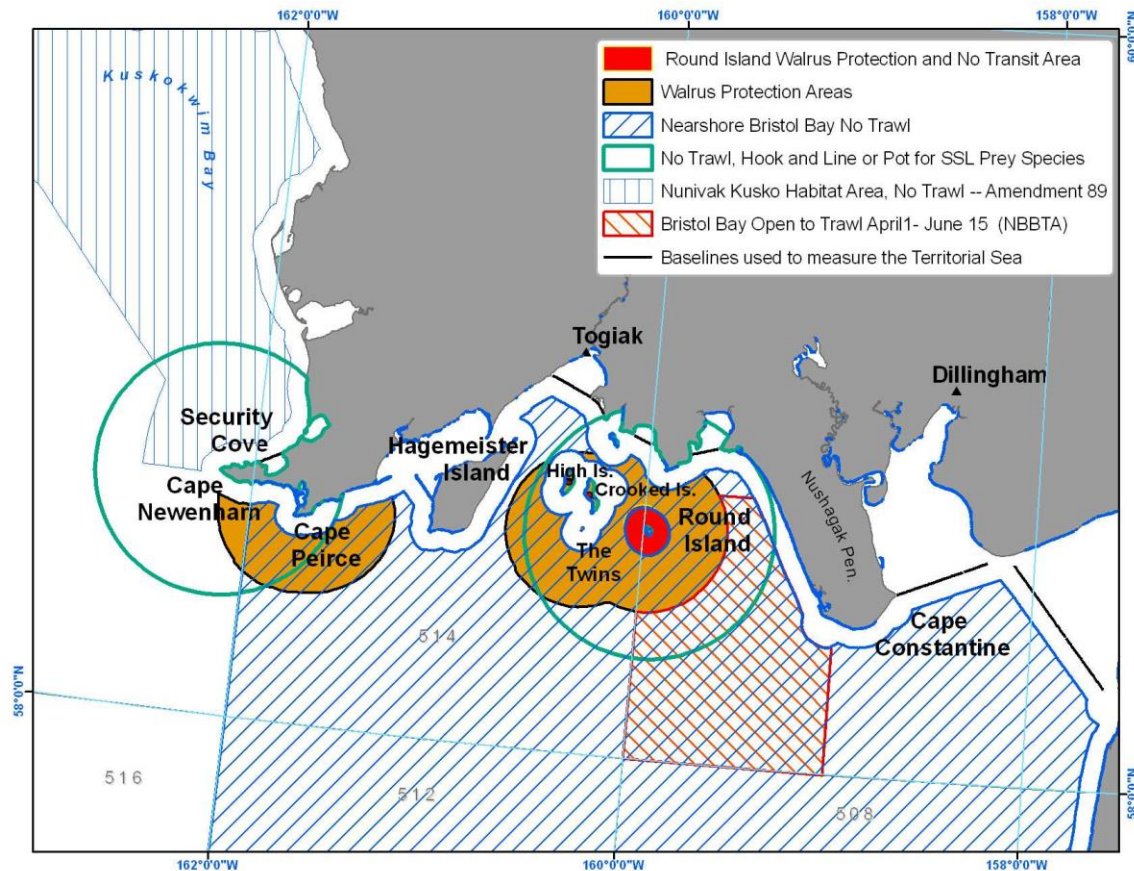 162°0'0"W
160°0'0"W
158°0'0"W
Kuskokwim Bay
Round Island Walrus Protection and No Transit Area
Walrus Protection Areas
Nearshore Bristol Bay No Trawl
No Trawl, Hook and Line or Pot for SSL Prey Species
Nunivak Kusko Habitat Area, No Trawl -- Amendment 89
Bristol Bay Open to Trawl April1- June 15 (NBBTA)
Baselines used to measure the Territorial Sea
Togiak
Dillingham
Security
Cove
Hagemeister
Island
High Is.
Crooked Is.
Cape
Newenham
Cape
Peirce
The
Twins
Round
Island
Nushagak Pen.
Cape
Constantine
514
516
512
508
58°0'0"N
162°0'0"W
160°0'0"W
158°0'0"W